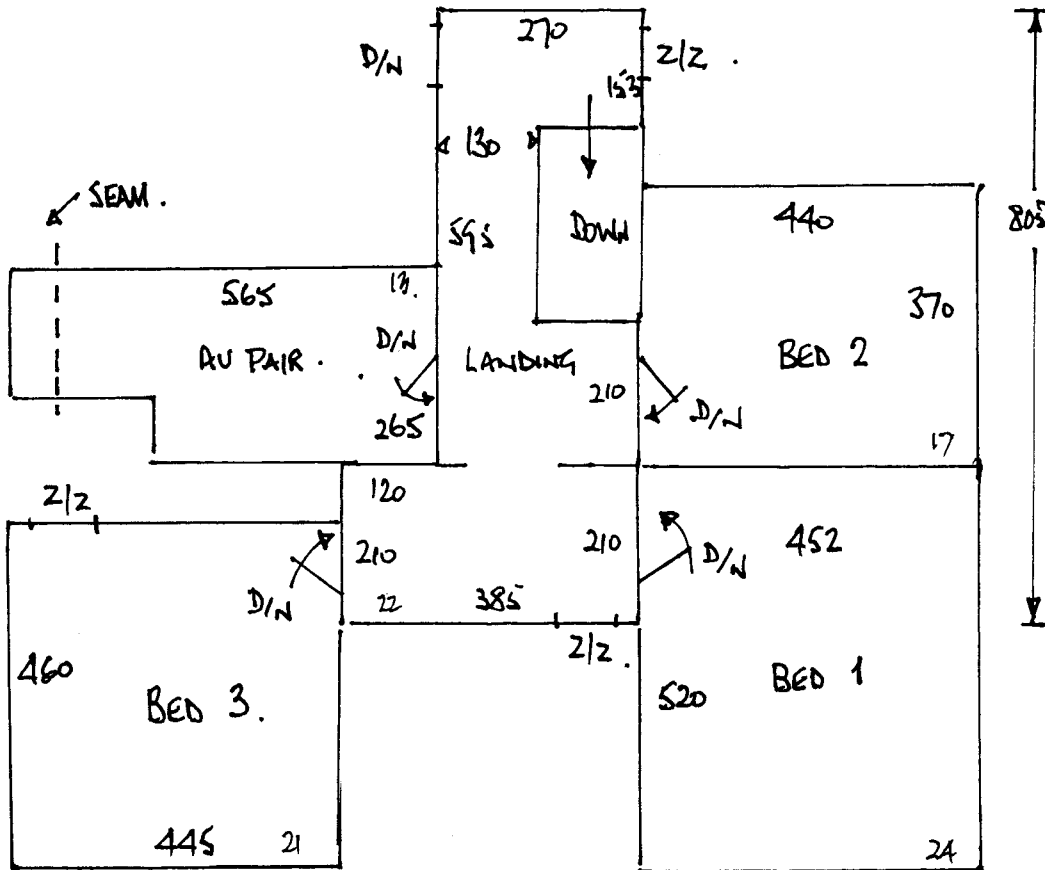 270
D/N
2/2 .
153
130
SEAM .
595
DOWN
440
805
565
13 .
370
AU PAIR .
D/N
LANDING
BED 2
210
265
D/N
17
120
2/2
210
210
452
D/N
D/N
22
385
2/2 .
460
BED 3 .
520
BED 1
445
21
24